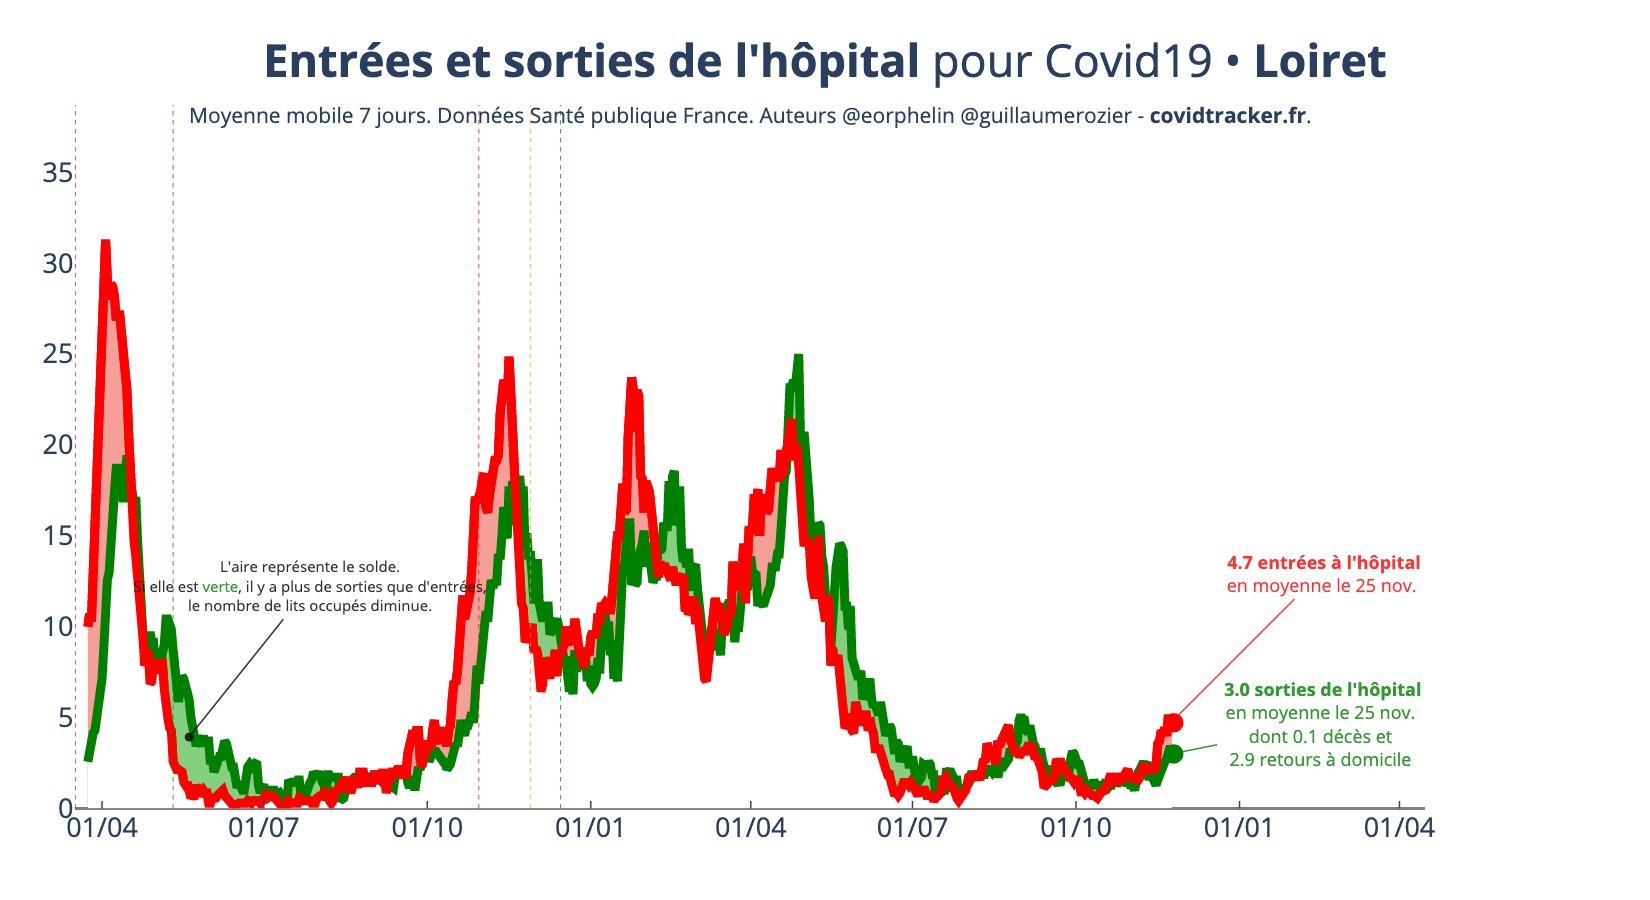 Entrées et sorties de l'hôpital pour Covid19 • Loiret
Moyenne mobile 7 jours. Données Santé publique France. Auteurs @eorphelin @guillaumerozier - covidtracker.fr.
35
30
25
20
15
10
5
0
L'aire représente le solde.
Si elle est verte, il y a plus de sorties que d'entrées,
le nombre de lits occupés diminue.
4.7 entrées à l'hôpital
en moyenne le 25 nov.
3.0 sorties de l'hôpital
en moyenne le 25 nov.
dont 0.1 décès et
2.9 retours à domicile
01/04 01/07 01/10 01/01 01/04 01/07 01/10 01/01 01/04